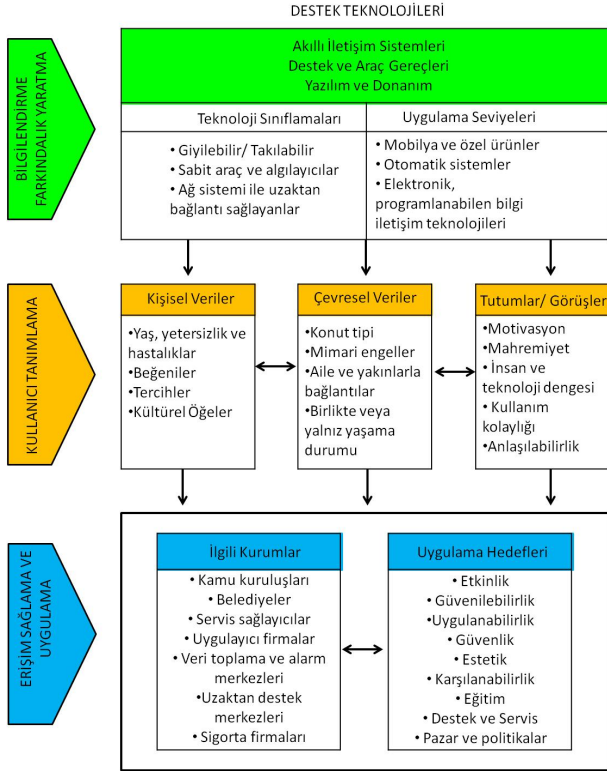 DESTEK TEKNOLOJİLERİ
BİLGİLENDİRME
FARKINDALIK YARATMA
Akıllı İletişim Sistemleri
Destek ve Araç Gereçleri
Yazılım ve Donanım
Teknoloji Sınıflamaları
• Giyilebilir/ Takılabilir
• Sabit araç ve algılayıcılar
• Ağ sistemi ile uzaktan
bağlantı sağlayanlar
Uygulama Seviyeleri
• Mobilya ve özel ürünler
• Otomatik sistemler
• Elektronik,
programlanabilen bilgi
iletişim teknolojileri
KULLANICI TANIMLAMA
Kişisel Veriler
•Yaş, yetersizlik ve
hastalıklar
•Beğeniler
•Tercihler
•Kültürel Öğeler
Çevresel Veriler
•Konut tipi
•Mimari engeller
•Aile ve yakınlarla
bağlantılar
•Birlikte veya
yalnız yaşama
durumu
Tutumlar/ Görüşler
•Motivasyon
•Mahremiyet
• İnsan ve
teknoloji dengesi
• Kullanım
kolaylığı
•Anlaşılabilirlik
ERİŞİM SAĞLAMA VE
UYGULAMA
İlgili Kurumlar
• Kamu kuruluşları
• Belediyeler
• Servis sağlayıcılar
• Uygulayıcı firmalar
• Veri toplama ve alarm
merkezleri
• Uzaktan destek
merkezleri
• Sigorta firmaları
Uygulama Hedefleri
• Etkinlik
• Güvenilebilirlik
•Uygulanabilirlik
• Güvenlik
• Estetik
• Karşılanabilirlik
• Eğitim
• Destek ve Servis
• Pazar ve politikalar